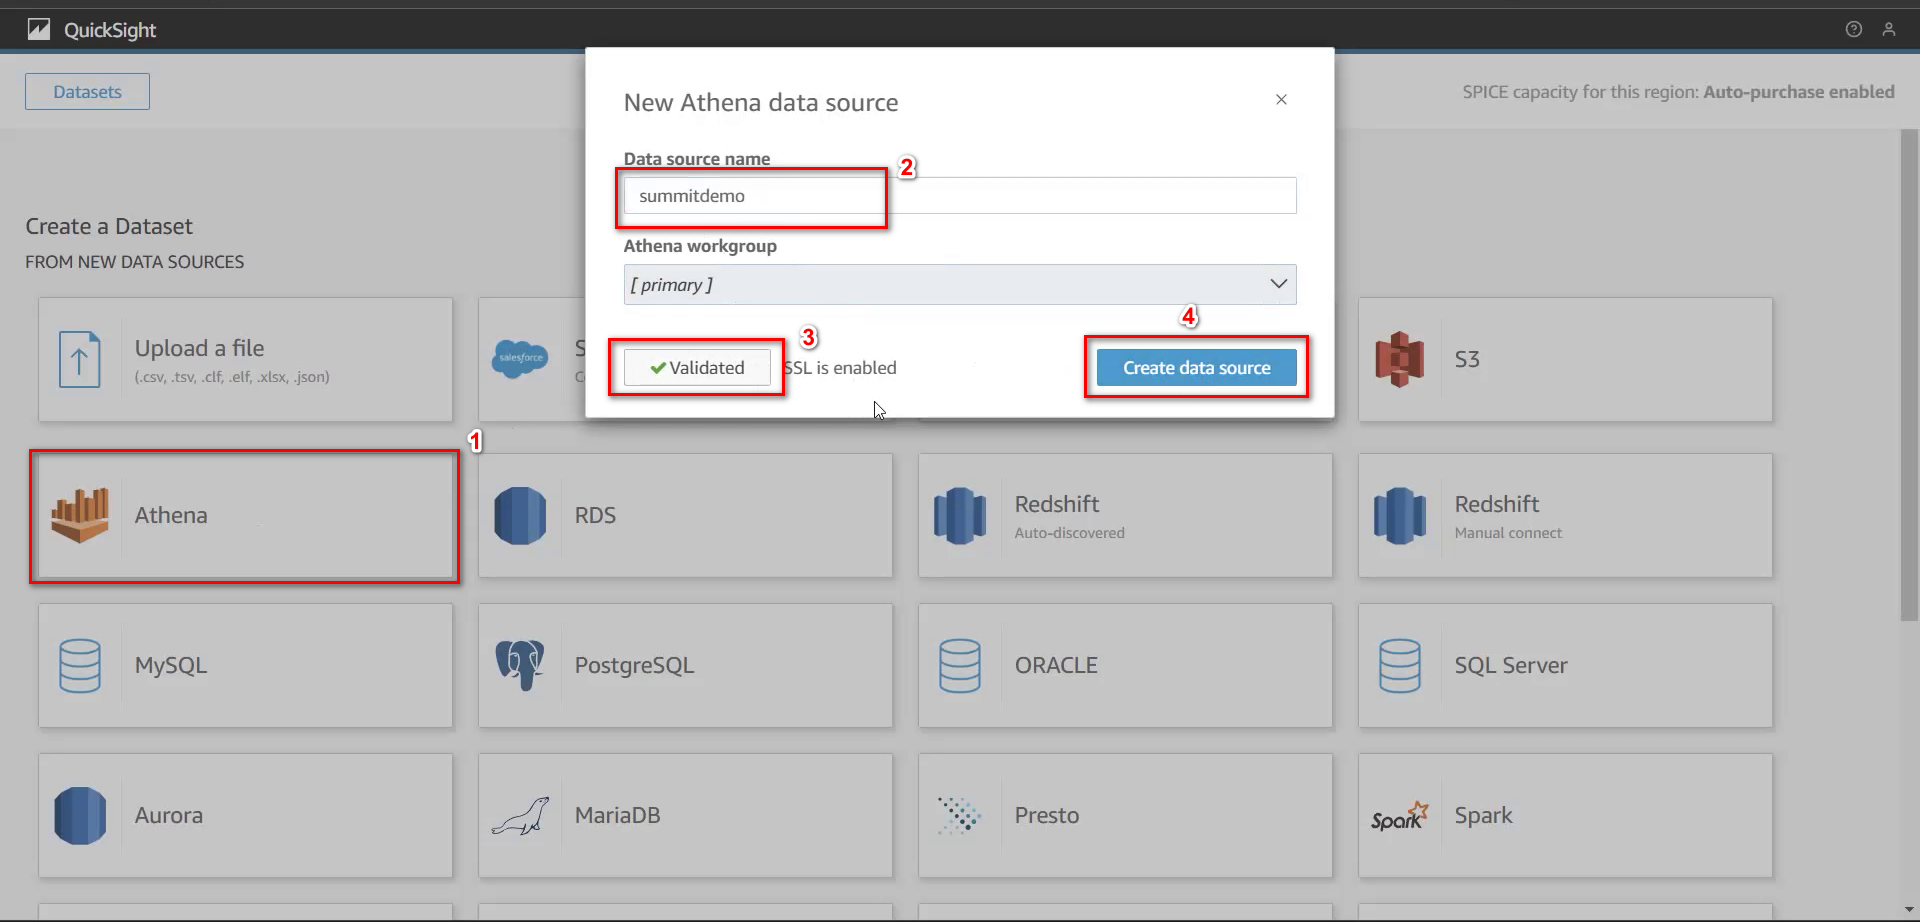 QuickSight
Datasets
SPICE capacity for this region: Auto-purchase enabled
New Athena data source
Data source name
2
summitdemo
Athena workgroup
[ primary ]
3
4
Validated
SSL is enabled
Create data source
Create a Dataset
FROM NEW DATA SOURCES
Upload a file
(.csv, .tsv, .clf, .elf, .xlsx, .json)
salesforce
S
C
S3
1
Athena
RDS
Redshift
Auto-discovered
Redshift
Manual connect
MySQL
PostgreSQL
ORACLE
SQL Server
Aurora
MariaDB
Presto
Spark
Spark